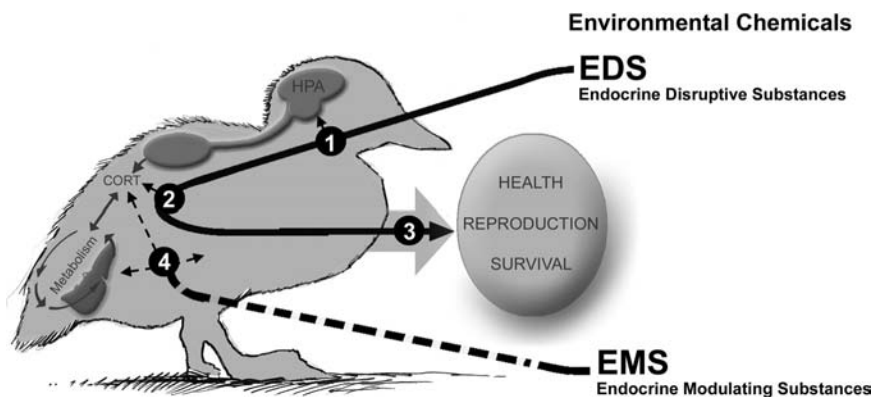 Environmental Chemicals
EDS
Endocrine Disruptive Substances
HPA
1
CORT
2
HEALTH
REPRODUCTION
SURVIVAL
3
Metabolism
4
EMS
Endocrine Modulating Substances